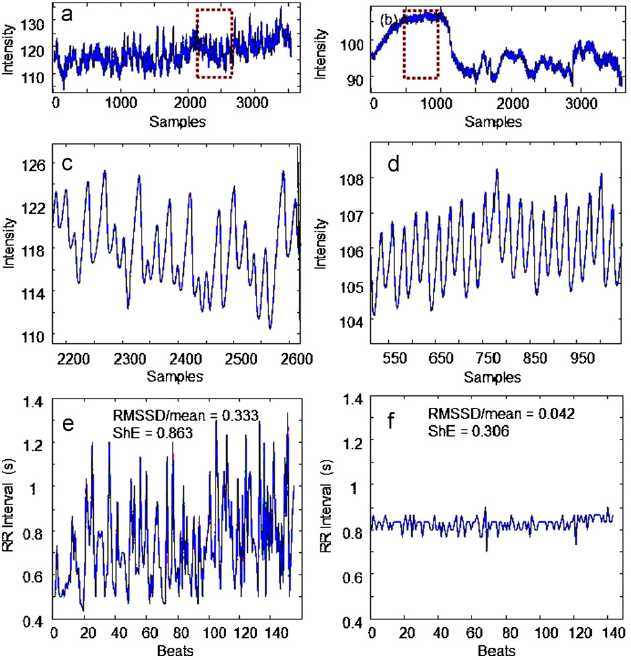 a
130
120
110
Intensity
0
1000
2000
3000
Samples
(b)
100
90
Intensity
0
1000
2000
3000
Samples
c
126
122
118
114
110
Intensity
2200
2300
2400
2500
2600
Samples
d
108
107
106
105
104
Intensity
550
650
750
850
950
Samples
e
RMSSD/mean = 0.333
ShE = 0.863
1.4
1.2
1
0.8
0.6
0.4
RR Interval (s)
0
20
40
60
80
100
120
140
Beats
f
RMSSD/mean = 0.042
ShE = 0.306
1.4
1.2
1
0.8
0.6
0.4
RR Interval (s)
0
20
40
60
80
100
120
140
Beats